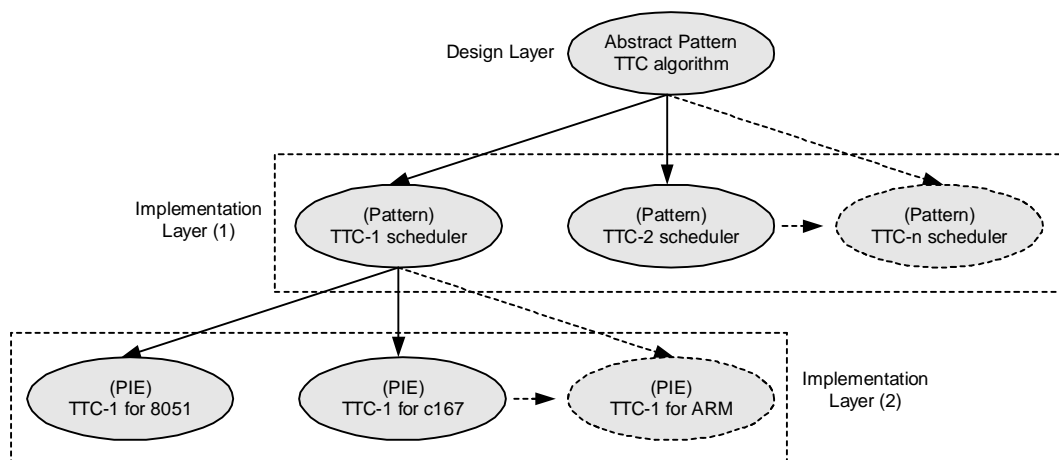 Design Layer
Abstract Pattern
TTC algorithm
Implementation
Layer (1)
(Pattern)
TTC-1 scheduler
(Pattern)
TTC-2 scheduler
(Pattern)
TTC-n scheduler
(PIE)
TTC-1 for 8051
(PIE)
TTC-1 for c167
(PIE)
TTC-1 for ARM
Implementation
Layer (2)